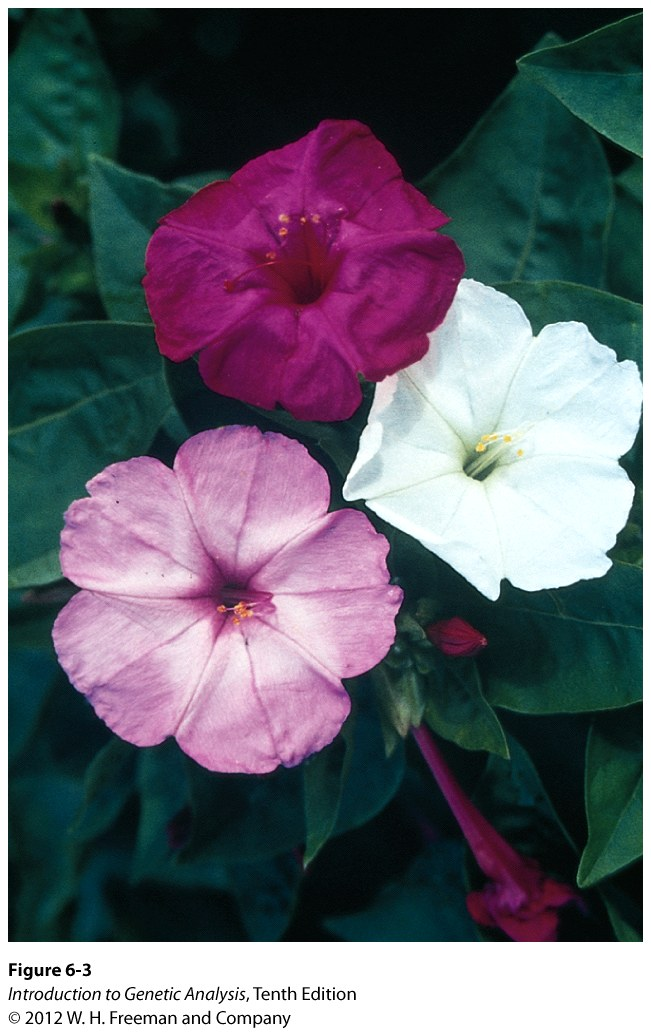 Figure 6-3
Introduction to Genetic Analysis, Tenth Edition
© 2012 W. H. Freeman and Company